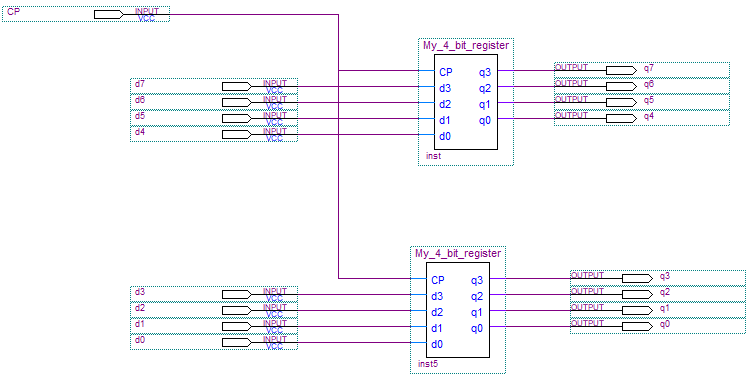 CP INPUT VCC
My_4_bit_register
CP q3 OUTPUT q7
d7 INPUT VCC d3 q2 OUTPUT q6
d6 INPUT VCC d2 q1 OUTPUT q5
d5 INPUT VCC d1 q0 OUTPUT q4
d4 INPUT VCC d0
inst
My_4_bit_register
CP q3 OUTPUT q3
d3 INPUT VCC d3 q2 OUTPUT q2
d2 INPUT VCC d2 q1 OUTPUT q1
d1 INPUT VCC d1 q0 OUTPUT q0
d0 INPUT VCC d0
inst5